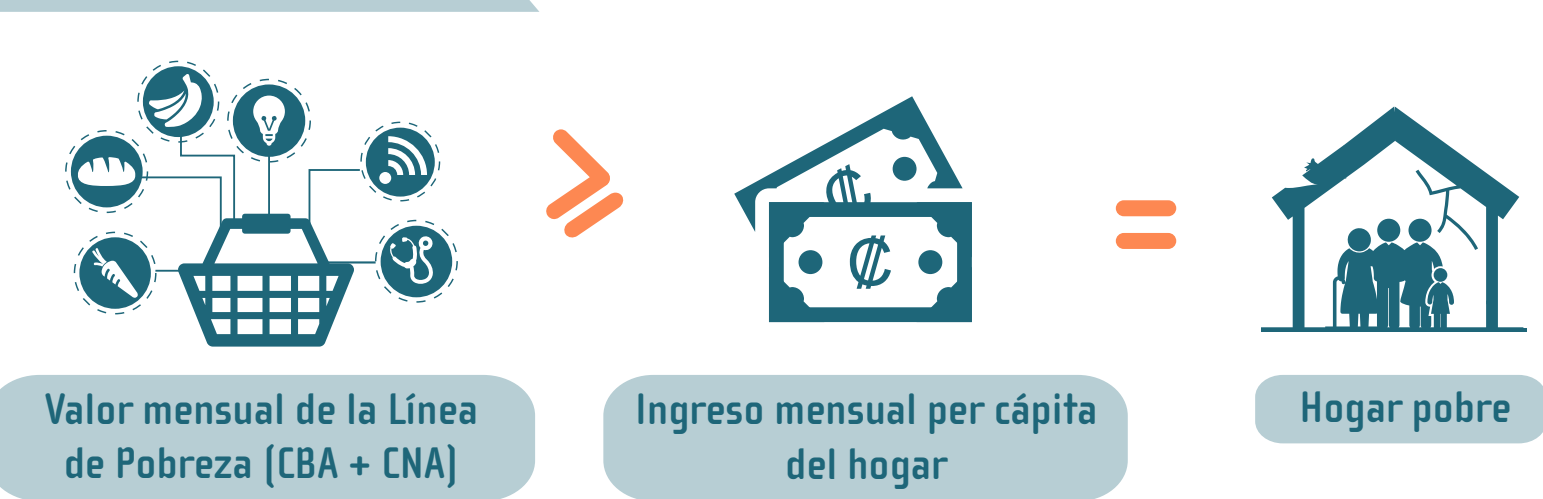 ₡
₡
Valor mensual de la Línea
de Pobreza (CBA + CNA)
Ingreso mensual per cápita
del hogar
Hogar pobre